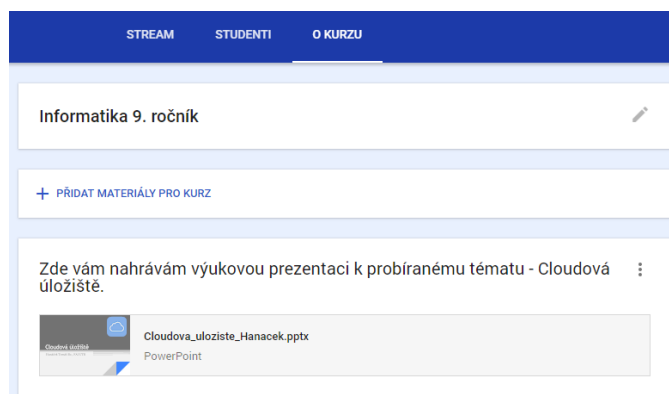 STREAM STUDENTI O KURZU
Informatika 9. ročník
+ PŘIDAT MATERIÁLY PRO KURZ
Zde vám nahrávám výukovou prezentaci k probíranému tématu - Cloudová
úložiště.
Cloudová úložiště
Cloudova_uloziste_Hanacek.pptx
PowerPoint